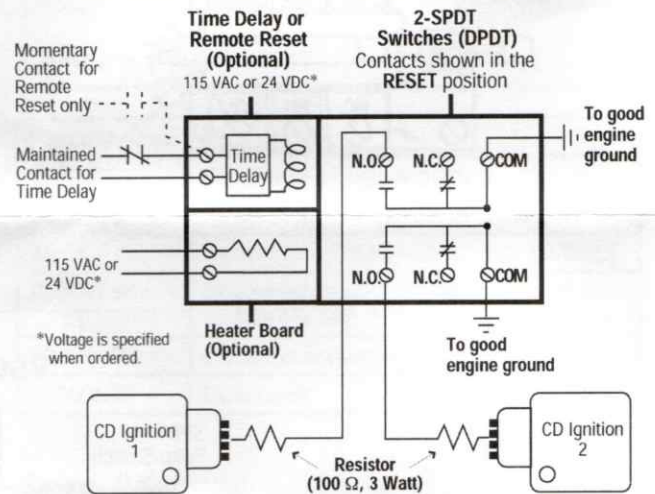 Time Delay or
Remote Reset
(Optional)
115 VAC or 24 VDC*
2-SPDT
Switches (DPDT)
Contacts shown in the
RESET position
Momentary
Contact for
Remote
Reset only
Maintained
Contact for
Time Delay
Time
Delay
N.O.
N.C.
COM
To good
engine
ground
115 VAC or
24 VDC*
N.O.
N.C.
COM
*Voltage is specified
when ordered.
Heater Board
(Optional)
To good
engine ground
CD Ignition
1
Resistor
(100 Ω, 3 Watt)
CD Ignition
2